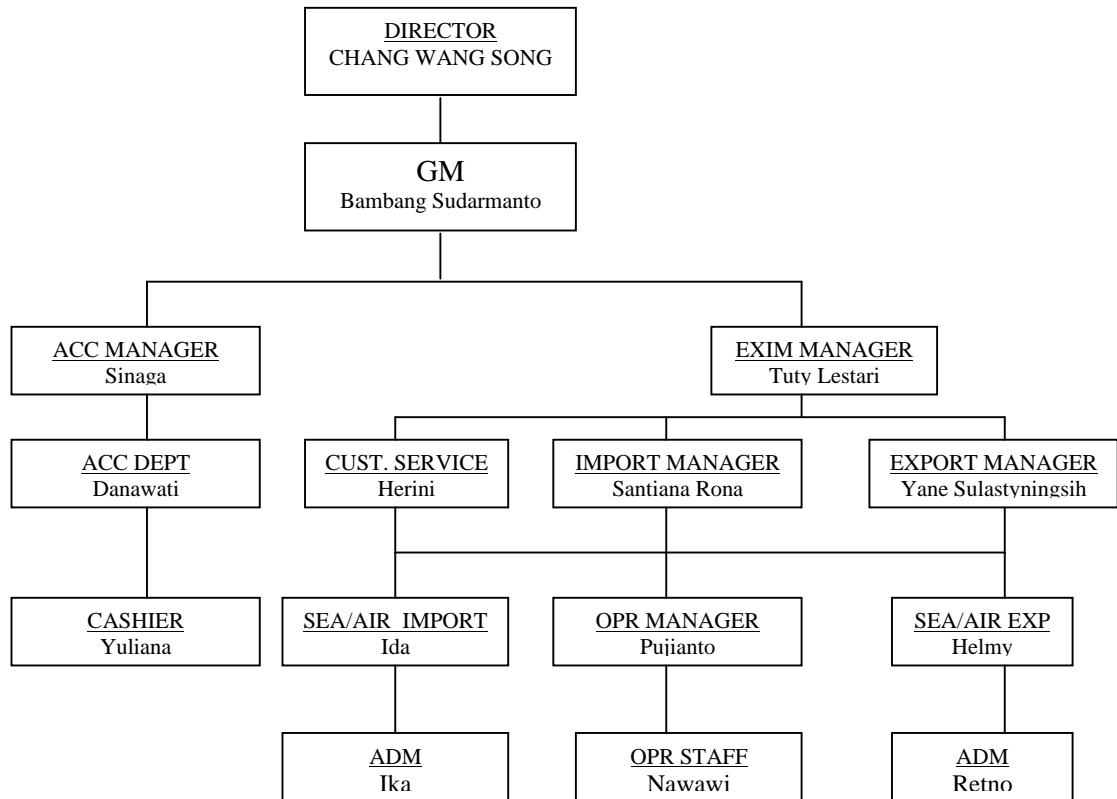 DIRECTOR
CHANG WANG SONG
GM
Bambang Sudarmanto
ACC MANAGER
Sinaga
EXIM MANAGER
Tuty Lestari
ACC DEPT
Danawati
CUST. SERVICE
Herini
IMPORT MANAGER
Santiana Rona
EXPORT MANAGER
Yane Sulastyningsih
CASHIER
Yuliana
SEA/AIR IMPORT
Ida
OPR MANAGER
Pujianto
SEA/AIR EXP
Helmy
ADM
Ika
OPR STAFF
Nawawi
ADM
Retno